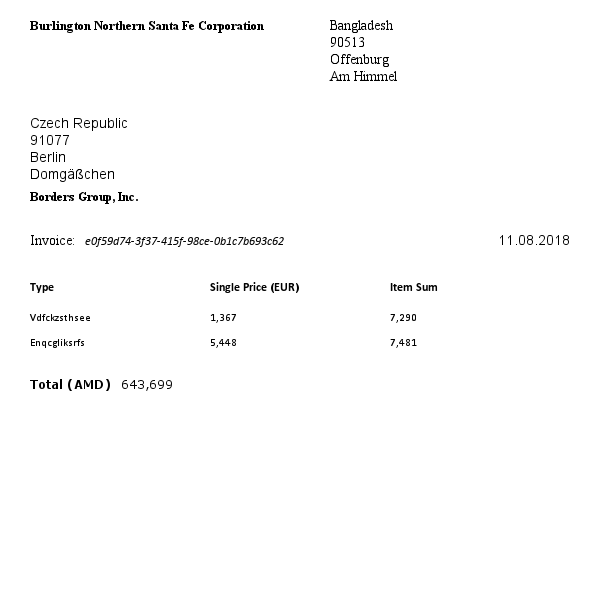 Burlington Northern Santa Fe Corporation
Bangladesh
90513
Offenburg
Am Himmel
Czech Republic
91077
Berlin
Domgäßchen
Borders Group, Inc.
Invoice: e0f59d74-3f37-415f-98ce-0b1c7b693c62 11.08.2018
Type Single Price (EUR) Item Sum
Vdfckzsthsee 1,367 7,290
Enqcgliksrfs 5,448 7,481
Total (AMD) 643,699